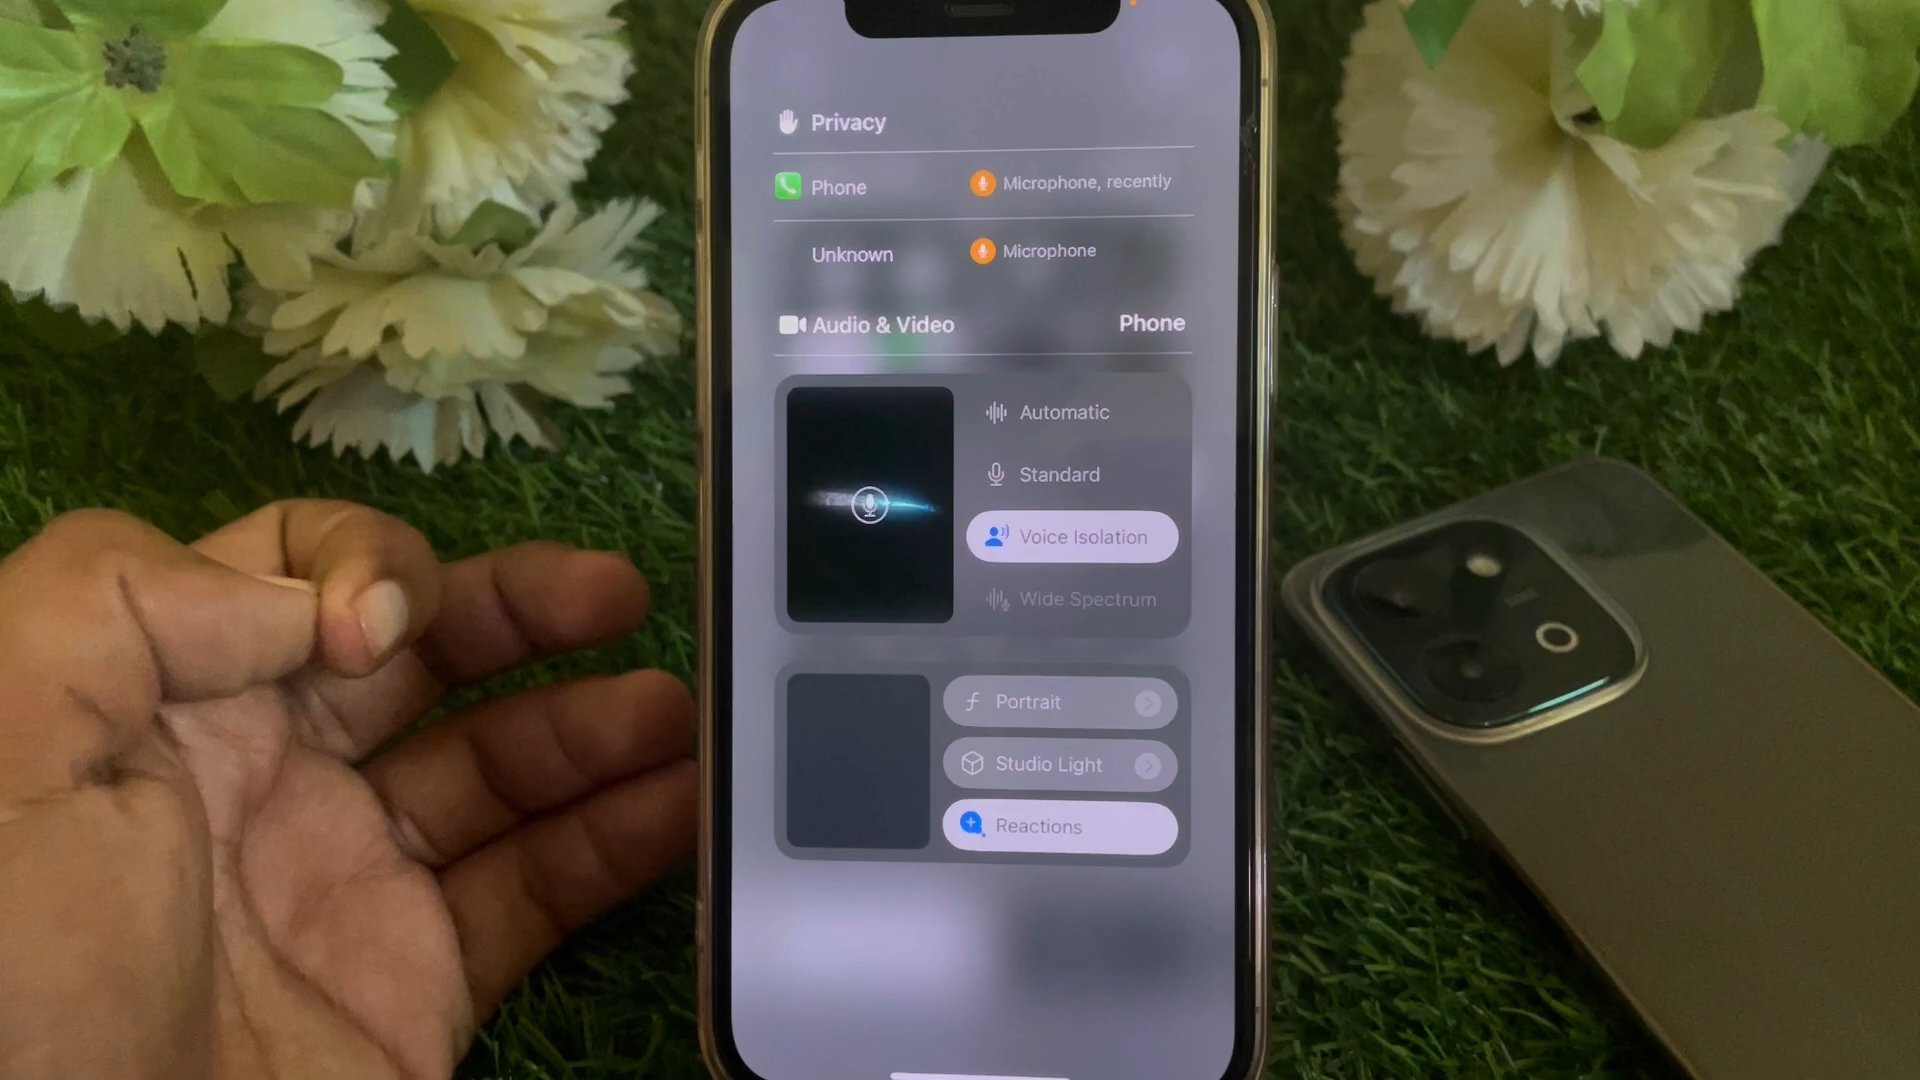 Privacy
Phone
Microphone, recently
Unknown
Microphone
Audio & Video
Phone
Automatic
Standard
Voice Isolation
Wide Spectrum
Portrait
Studio Light
Reactions